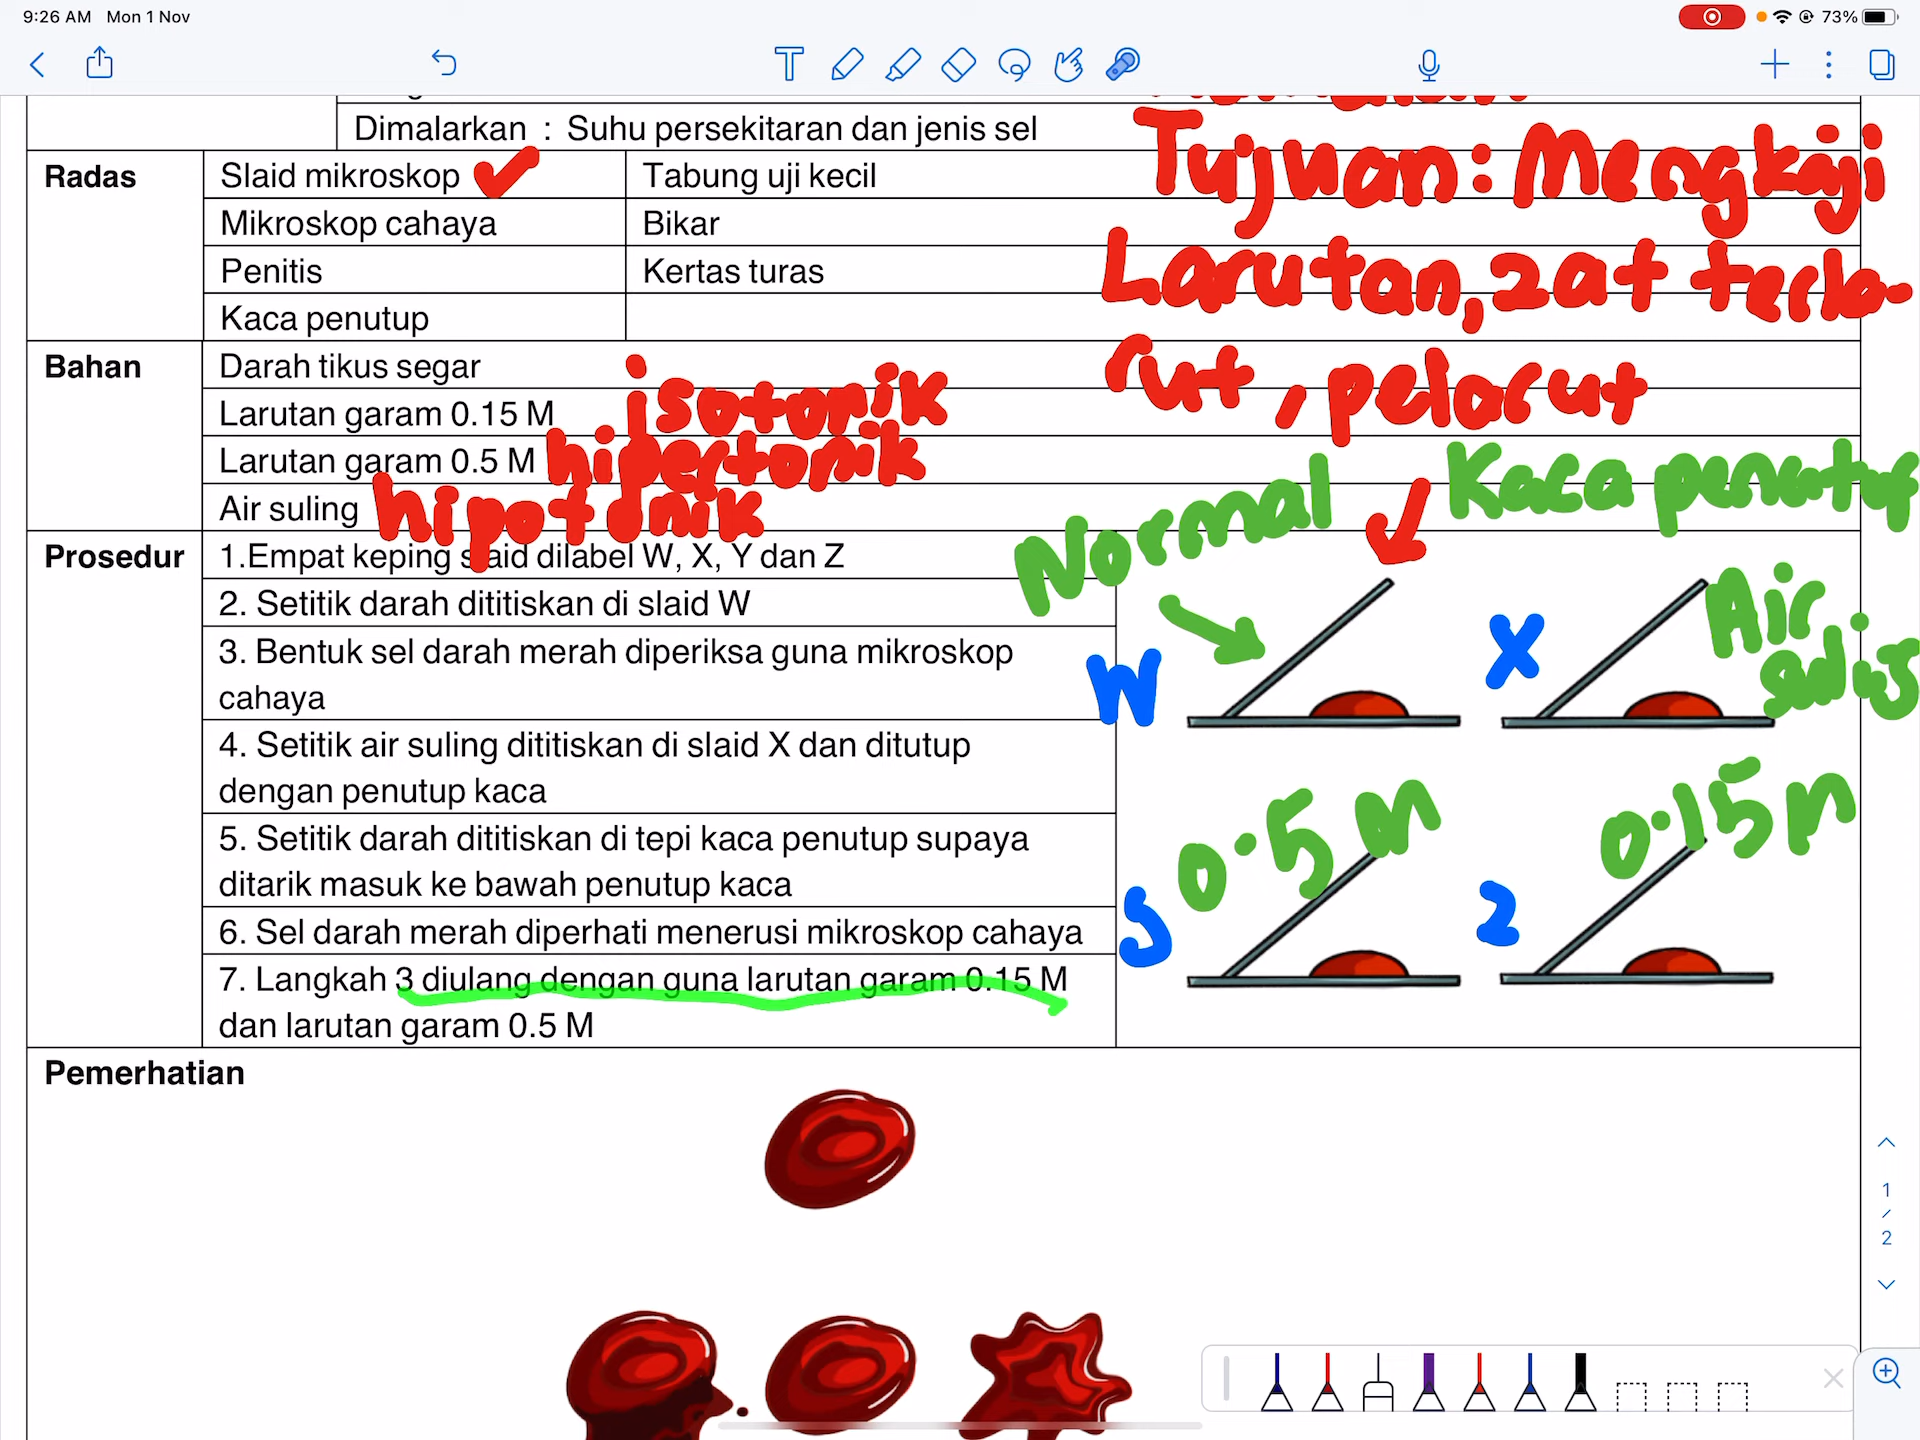 9:26 AM Mon 1 Nov
73%
Dimalarkan : Suhu persekitaran dan jenis sel
Tujuan: Mengkaji
Larutan, zat terla-
rut, pelarut
Radas
Slaid mikroskop
Tabung uji kecil
Mikroskop cahaya
Bikar
Penitis
Kertas turas
Kaca penutup
Bahan
Darah tikus segar
Larutan garam 0.15 M isotonik
Larutan garam 0.5 M hipertonik
Air suling hipotonik
Normal
Kaca penutup
Prosedur
1.Empat keping slaid dilabel W, X, Y dan Z
2. Setitik darah dititiskan di slaid W
3. Bentuk sel darah merah diperiksa guna mikroskop
cahaya
4. Setitik air suling dititiskan di slaid X dan ditutup
dengan penutup kaca
5. Setitik darah dititiskan di tepi kaca penutup supaya
ditarik masuk ke bawah penutup kaca
6. Sel darah merah diperhati menerusi mikroskop cahaya
7. Langkah 3 diulang dengan guna larutan garam 0.15 M
dan larutan garam 0.5 M
W
X
Air
0.5 M
0.15 M
Z
Pemerhatian
1
/
2